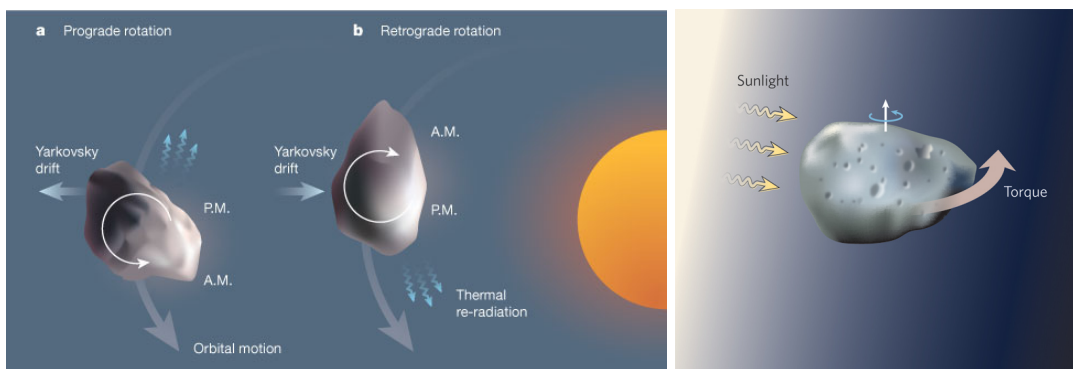 a Prograde rotation
b Retrograde rotation
Yarkovsky
drift
P.M.
A.M.
Orbital motion
Yarkovsky
drift
A.M.
P.M.
Thermal
re-radiation
Sunlight
Torque